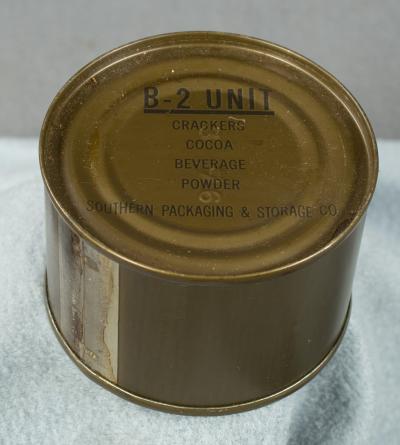 B-2 UNIT
CRACKERS
COCOA
BEVERAGE
POWDER
SOUTHERN PACKAGING & STORAGE CO.